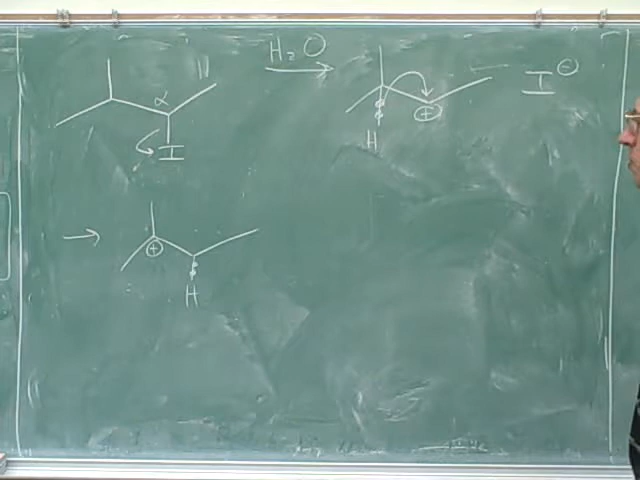 H₂O
α
I
H
⊕
I⊖
→
⊕
H